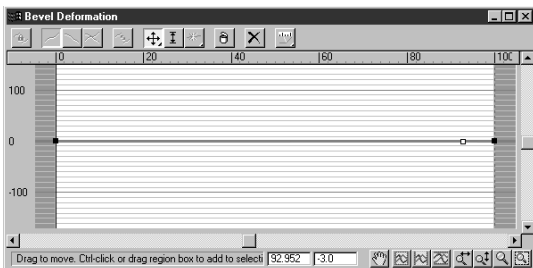 Bevel Deformation
0 20 40 60 80 100
100
0
-100
Drag to move. Ctrl-click or drag region box to add to selecti 92.952 -3.0